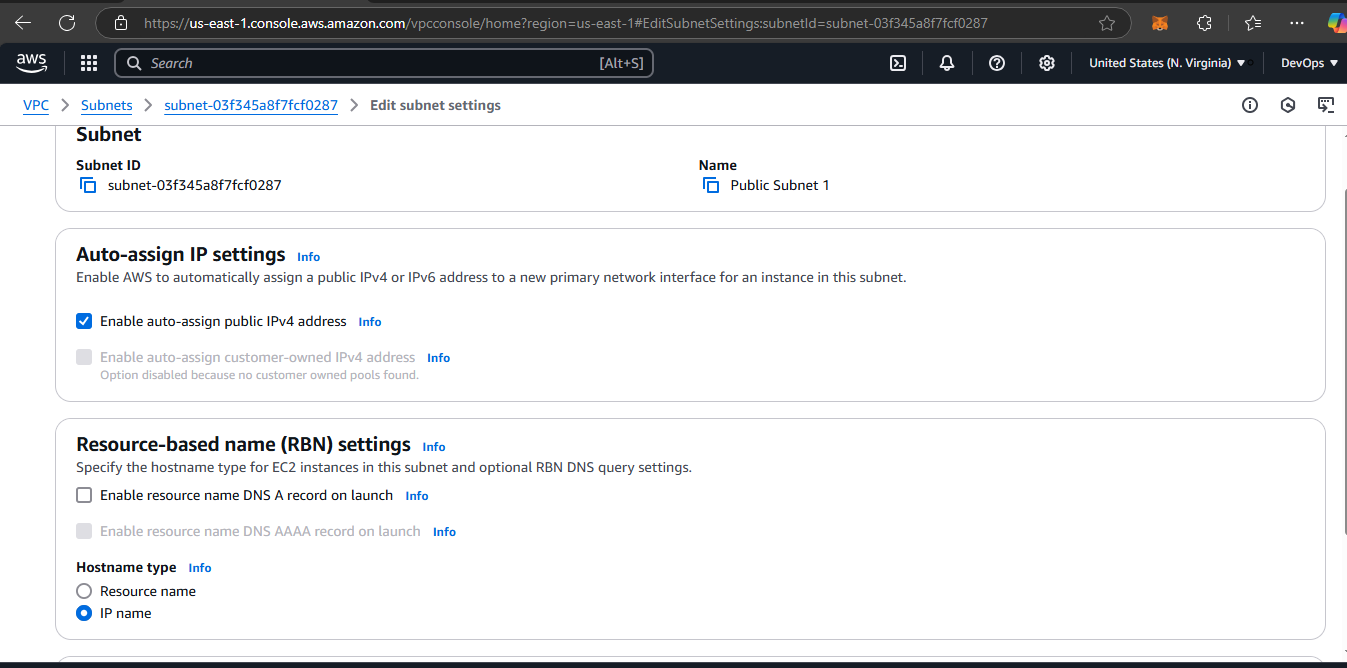 https://us-east-1.console.aws.amazon.com/vpcconsole/home?region=us-east-1#EditSubnetSettings:subnetId=subnet-03f345a8f7fcf0287
aws Search [Alt+S] United States (N. Virginia) DevOps
VPC > Subnets > subnet-03f345a8f7fcf0287 > Edit subnet settings
Subnet
Subnet ID Name
subnet-03f345a8f7fcf0287 Public Subnet 1
Auto-assign IP settings Info
Enable AWS to automatically assign a public IPv4 or IPv6 address to a new primary network interface for an instance in this subnet.
Enable auto-assign public IPv4 address Info
Enable auto-assign customer-owned IPv4 address Info
Option disabled because no customer owned pools found.
Resource-based name (RBN) settings Info
Specify the hostname type for EC2 instances in this subnet and optional RBN DNS query settings.
Enable resource name DNS A record on launch Info
Enable resource name DNS AAAA record on launch Info
Hostname type Info
Resource name
IP name